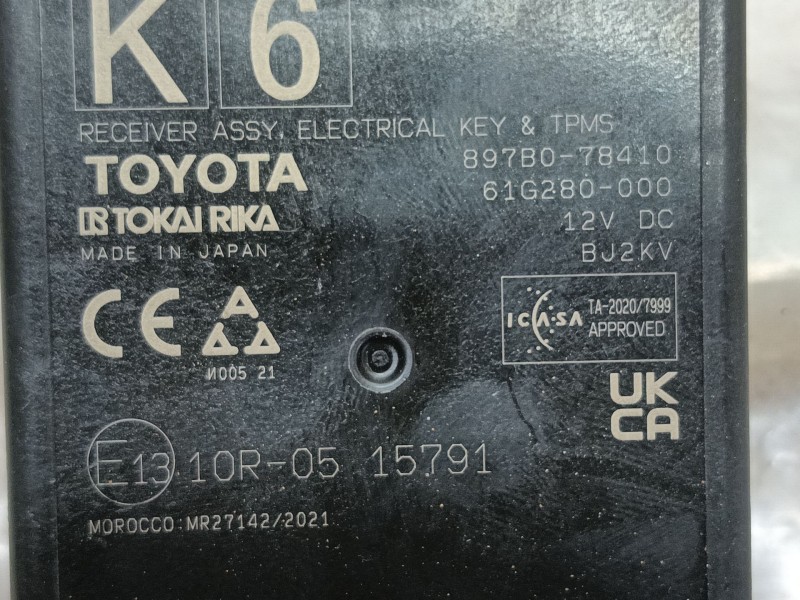 K 6
RECEIVER ASSY, ELECTRICAL KEY & TPMS
TOYOTA 897B0-78410
61G280-000
TOKAI RIKA 12V DC
MADE IN JAPAN BJ2KV
CE
ICASA TA-2020/7999
APPROVED
И005 21
UK
CA
E13 10R-05 15791
MOROCCO:MR27142/2021